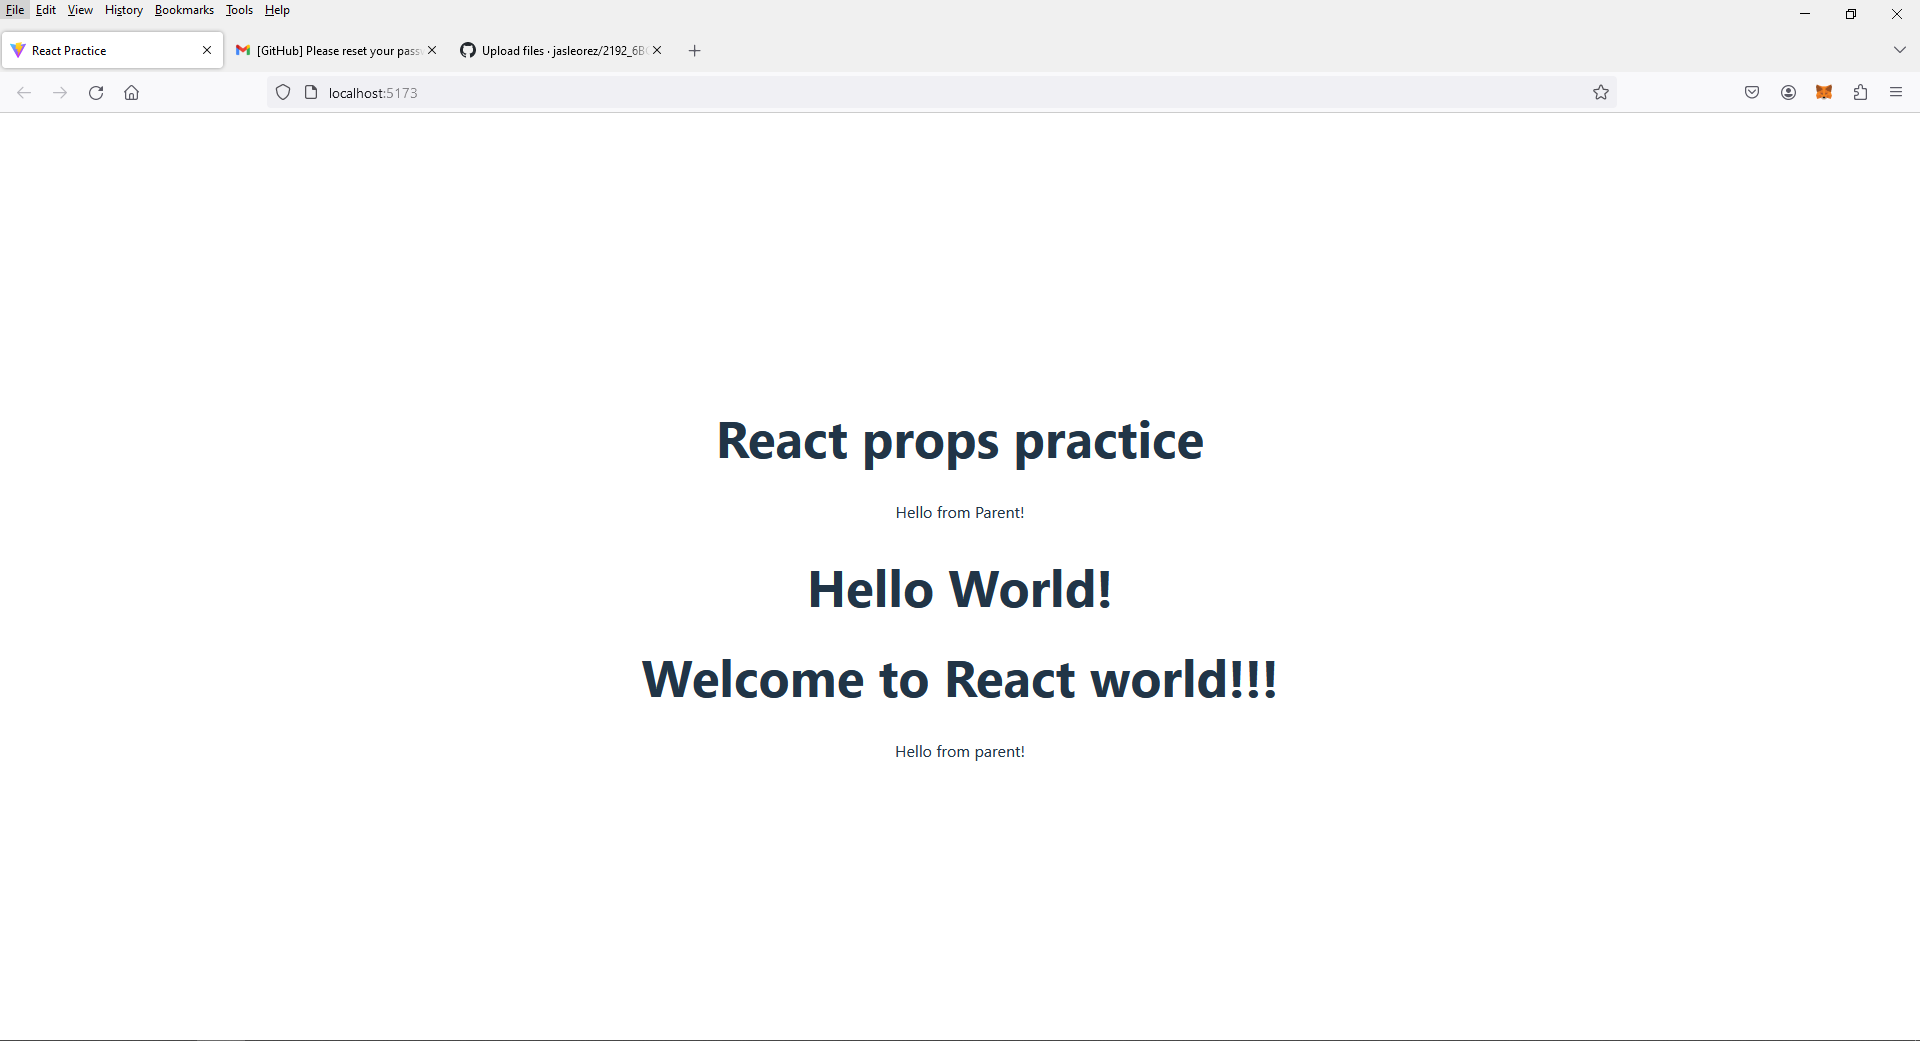 File Edit View History Bookmarks Tools Help
React Practice
[GitHub] Please reset your pass
Upload files · jasleorez/2192_6B
localhost:5173
React props practice
Hello from Parent!
Hello World!
Welcome to React world!!!
Hello from parent!